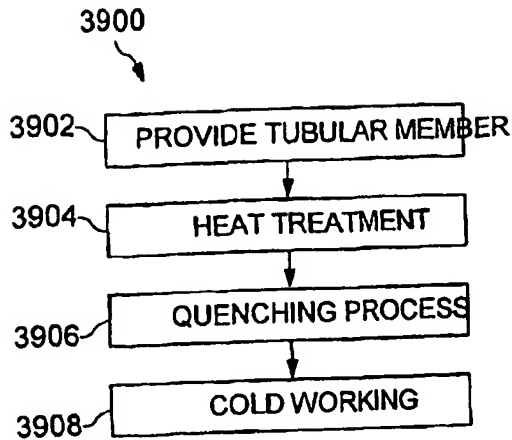 3900
3902 PROVIDE TUBULAR MEMBER
3904 HEAT TREATMENT
3906 QUENCHING PROCESS
3908 COLD WORKING